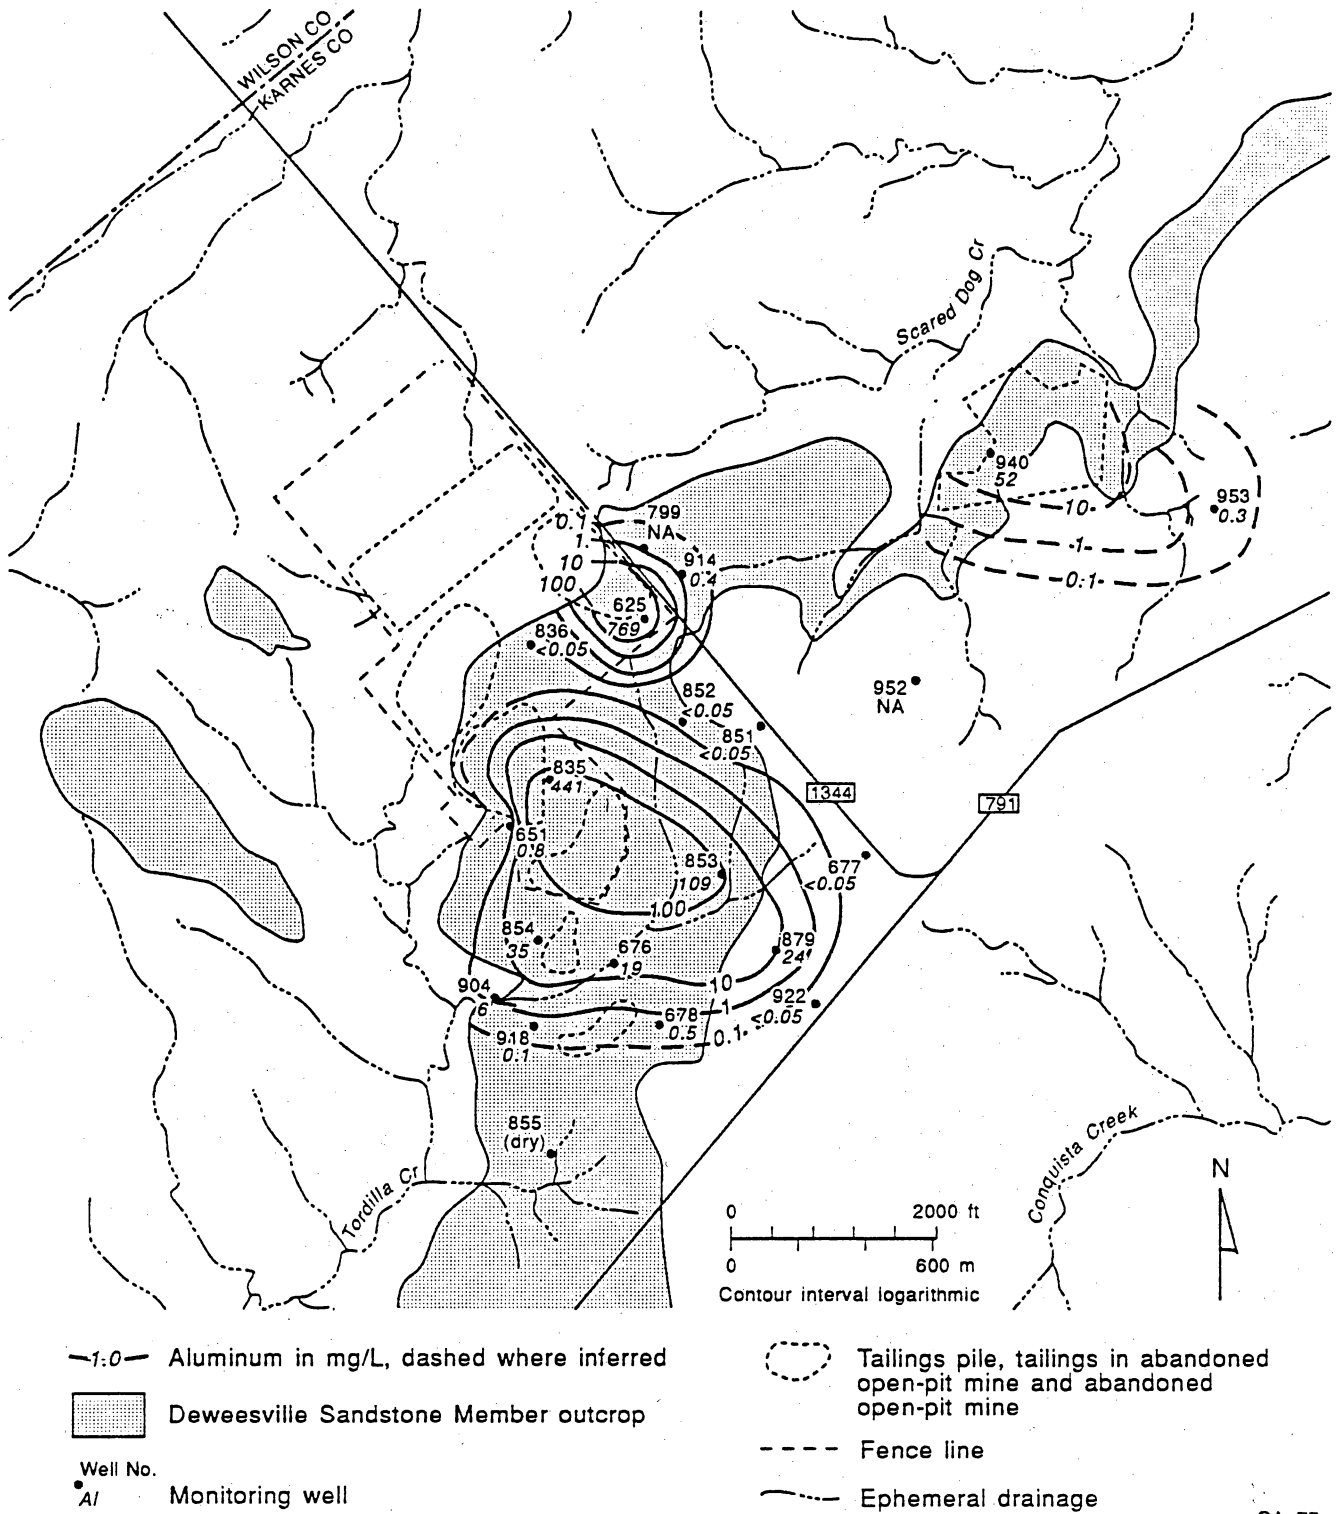 WILSON CO
KARNES CO
Scared Dog Cr
940
52
10
953
0.3
1
0.1
799
NA
0.1
1
10
100
914
0.4
625
769
836
<0.05
852
<0.05
851
<0.05
952
NA
835
441
1344
791
651
0.8
853
109
677
<0.05
100
854
35
676
19
879
24
904
6
10
1
922
<0.05
678
0.5
0.1
918
0.1
855
(dry)
Tordilla Cr
Conquista Creek
N
0 2000 ft
0 600 m
Contour interval logarithmic
1.0 Aluminum in mg/L, dashed where inferred
Deweesville Sandstone Member outcrop
Well No.
Al Monitoring well
Tailings pile, tailings in abandoned
open-pit mine and abandoned
open-pit mine
Fence line
Ephemeral drainage